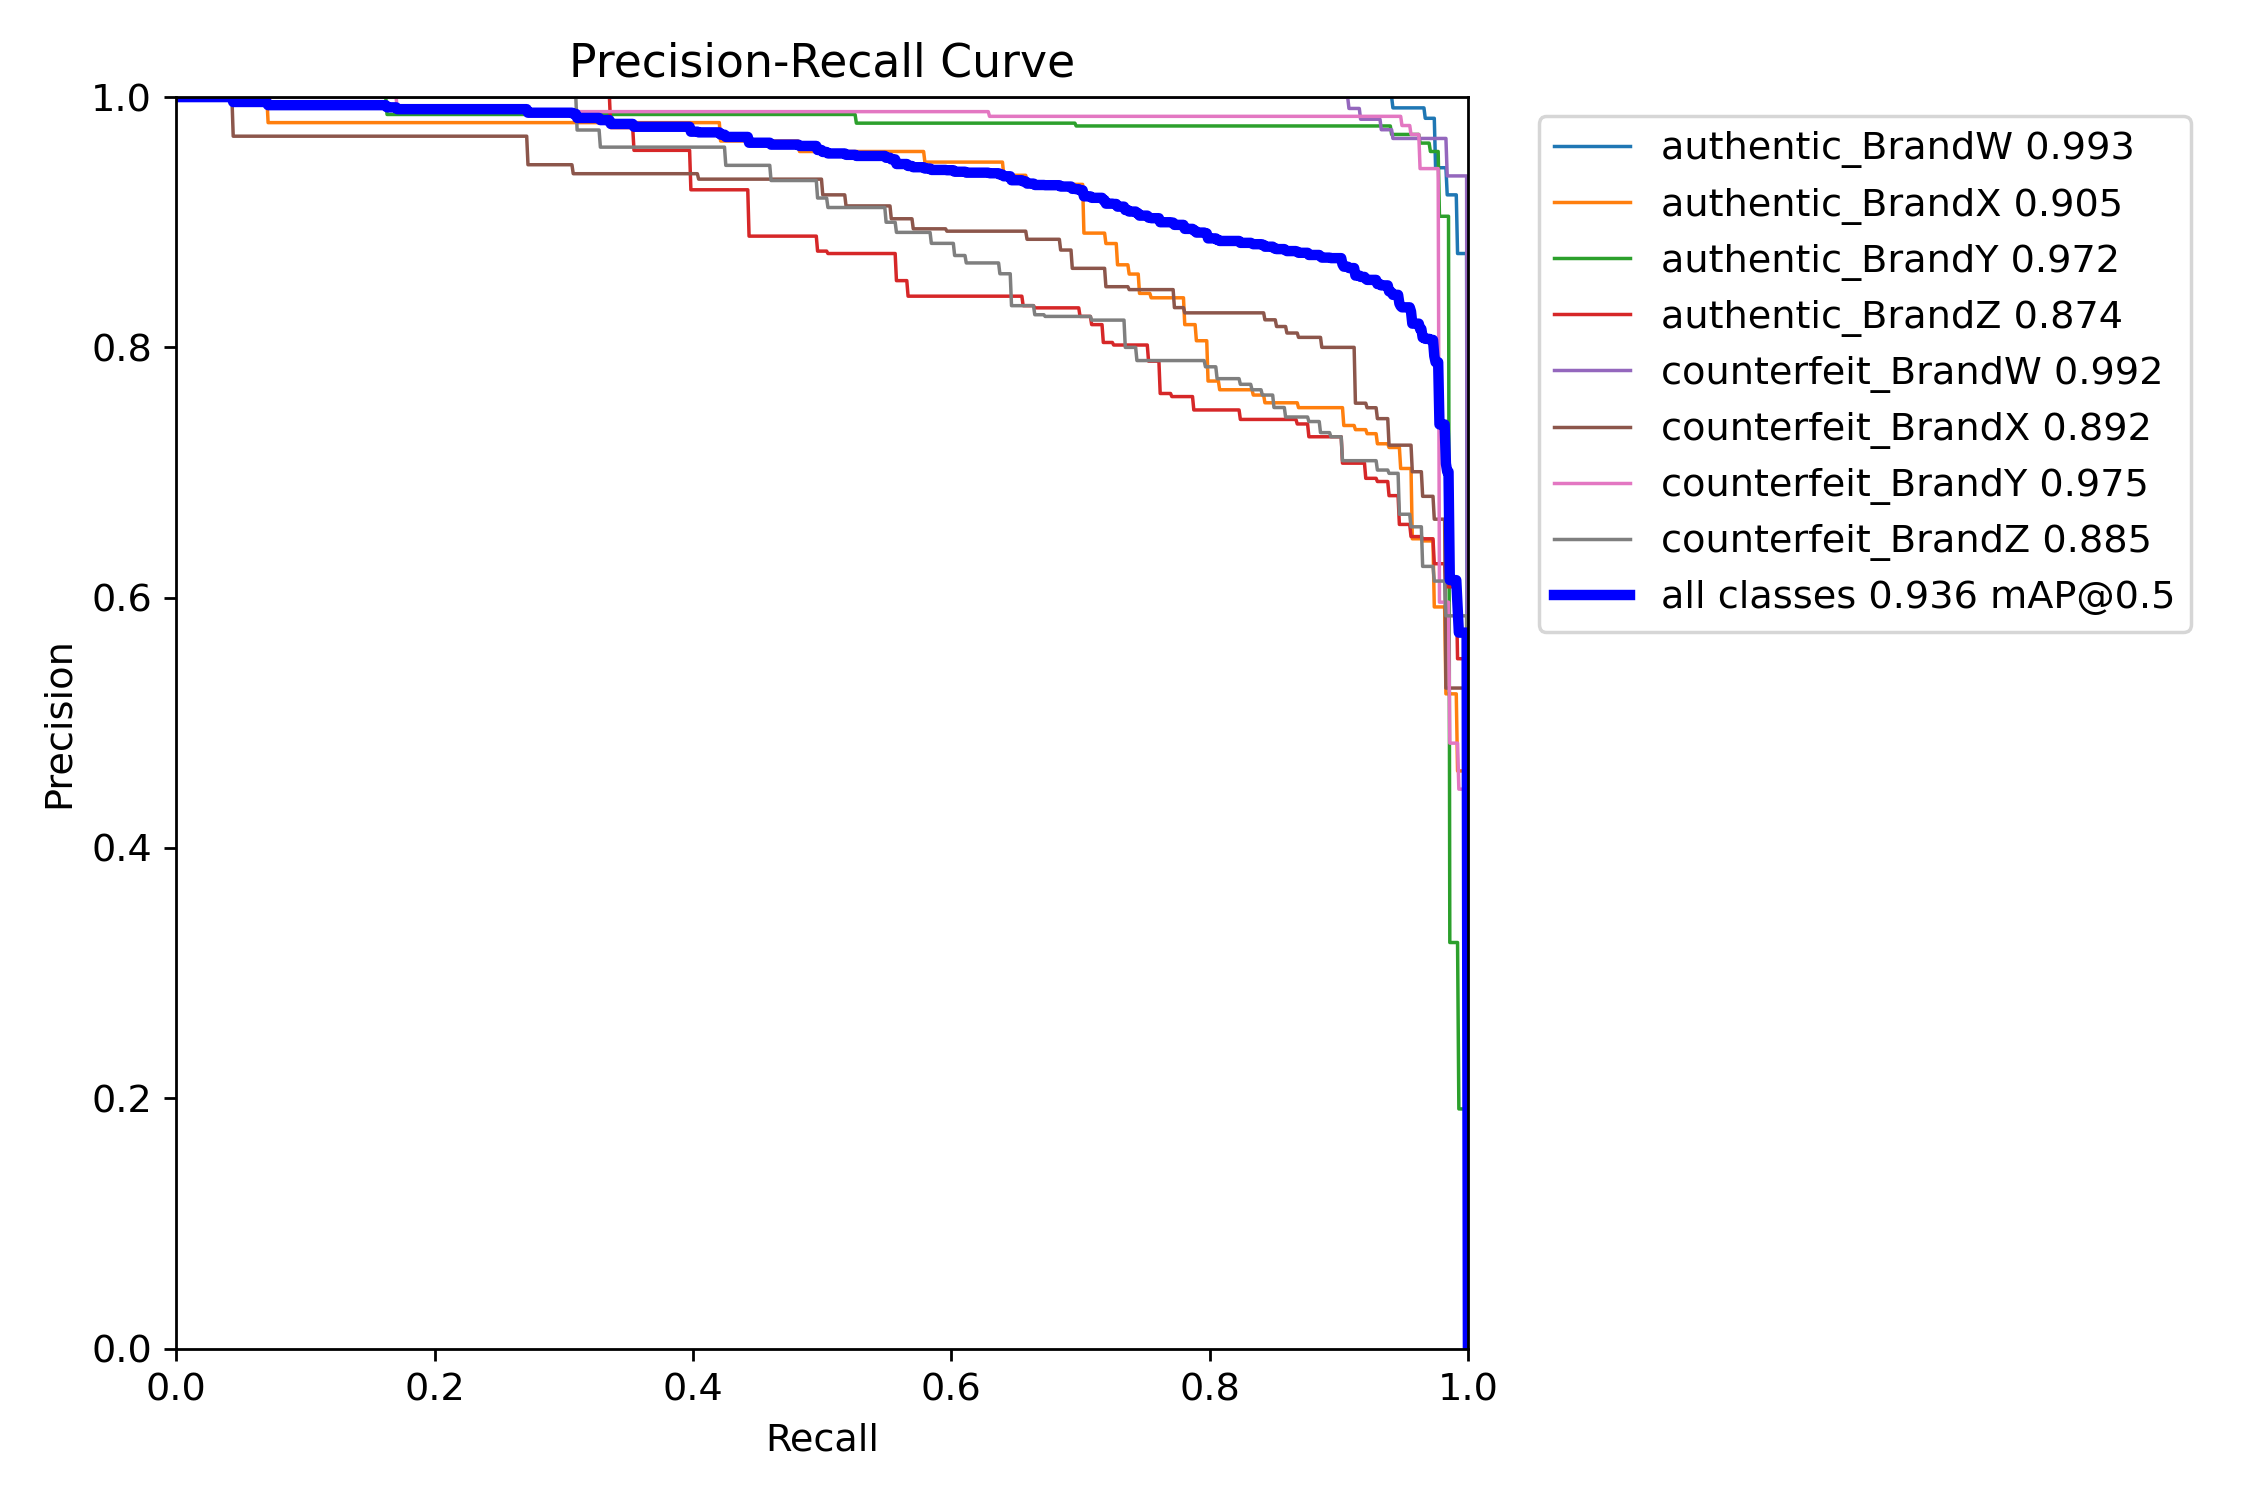 Precision-Recall Curve
1.0
0.8
0.6
0.4
0.2
0.0
Precision
0.0 0.2 0.4 0.6 0.8 1.0
Recall
authentic_BrandW 0.993
authentic_BrandX 0.905
authentic_BrandY 0.972
authentic_BrandZ 0.874
counterfeit_BrandW 0.992
counterfeit_BrandX 0.892
counterfeit_BrandY 0.975
counterfeit_BrandZ 0.885
all classes 0.936 mAP@0.5